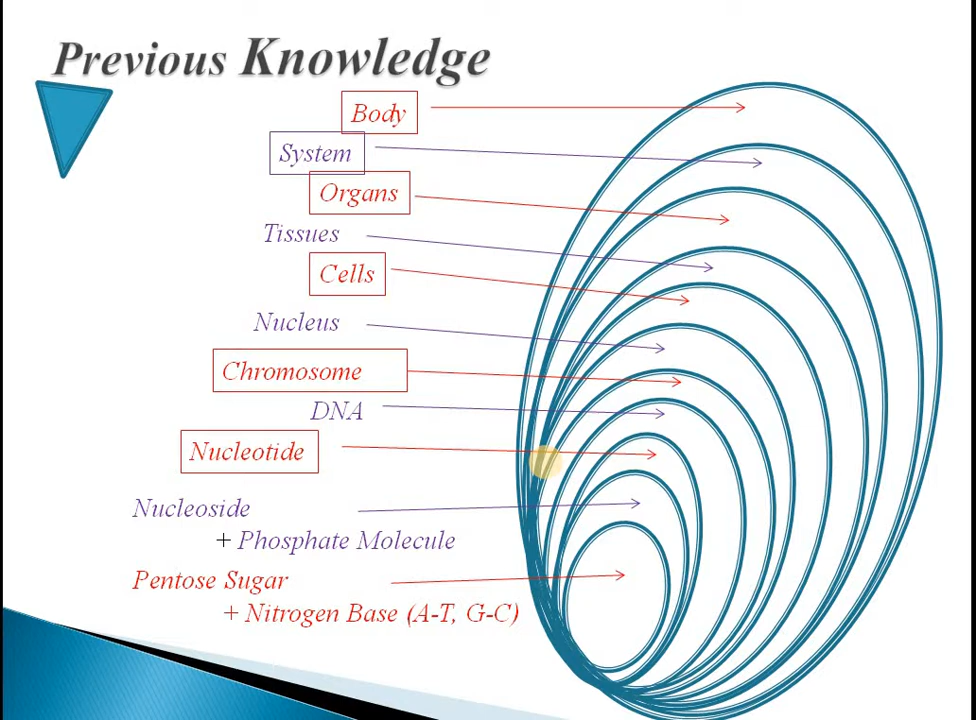 Previous Knowledge
Body
System
Organs
Tissues
Cells
Nucleus
Chromosome
DNA
Nucleotide
Nucleoside
+ Phosphate Molecule
Pentose Sugar
+ Nitrogen Base (A-T, G-C)